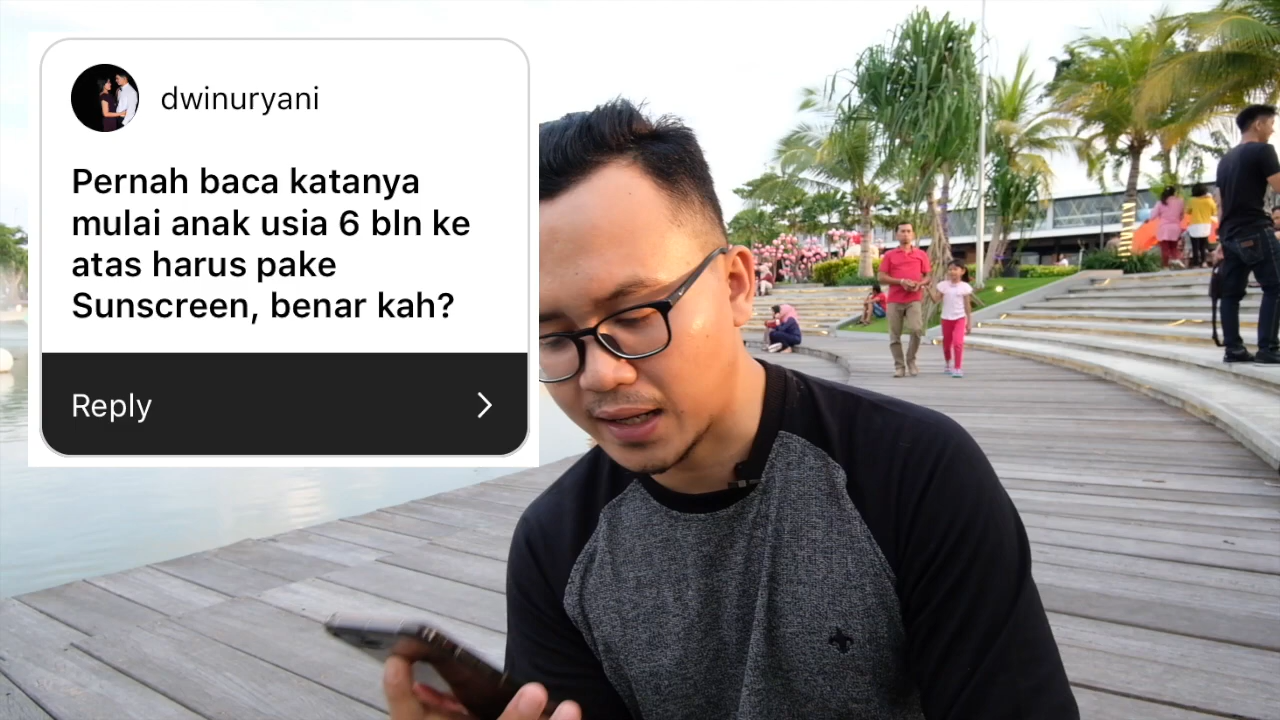 dwinuryani
Pernah baca katanya
mulai anak usia 6 bln ke
atas harus pake
Sunscreen, benar kah?
Reply